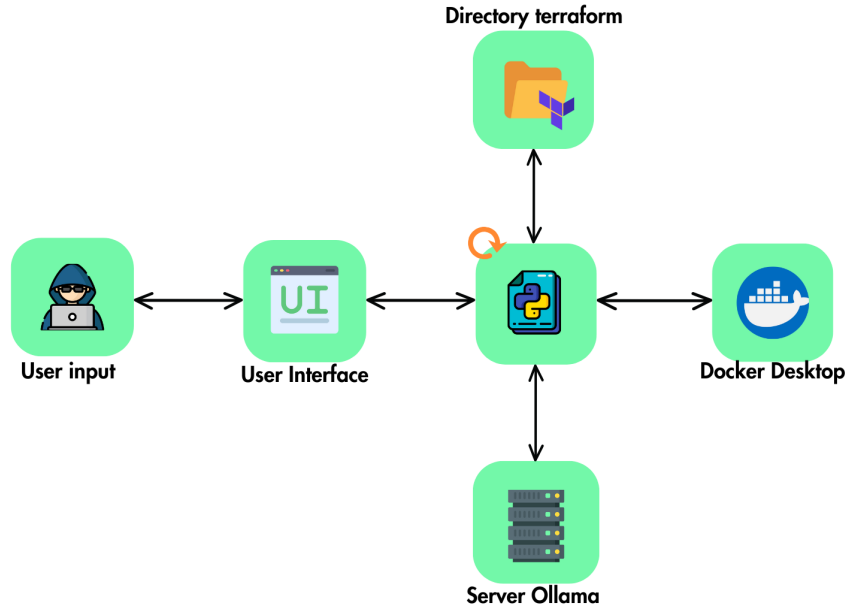 Directory terraform
UI
User input
User Interface
Docker Desktop
Server Ollama